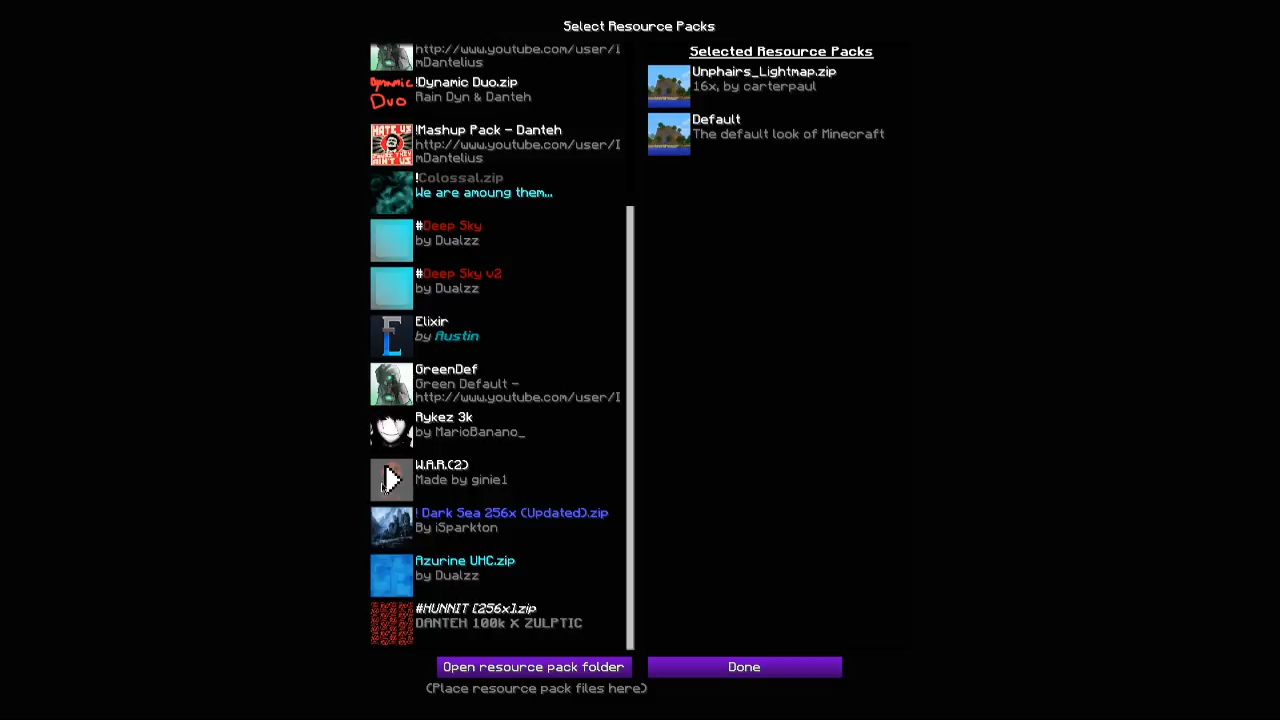 Select Resource Packs
http://www.youtube.com/user/I
mDantelius
Dynamic
Duo
!Dynamic Duo.zip
Rain Dyn & Danteh
HATE US
AIN'T US
!Mashup Pack - Danteh
http://www.youtube.com/user/I
mDantelius
!Colossal.zip
We are amoung them...
#Deep Sky
by Dualzz
#Deep Sky v2
by Dualzz
E
Elixir
by Austin
GreenDef
Green Default -
http://www.youtube.com/user/I
Rykez 3k
by MarioBanano_
W.A.R.(2)
Made by ginie1
! Dark Sea 256x (Updated).zip
By iSparkton
Azurine UHC.zip
by Dualzz
#HUNNIT [256x].zip
DANTEH 100k X ZULPTIC
Selected Resource Packs
Unphairs_Lightmap.zip
16x, by carterpaul
Default
The default look of Minecraft
Open resource pack folder
Done
(Place resource pack files here)